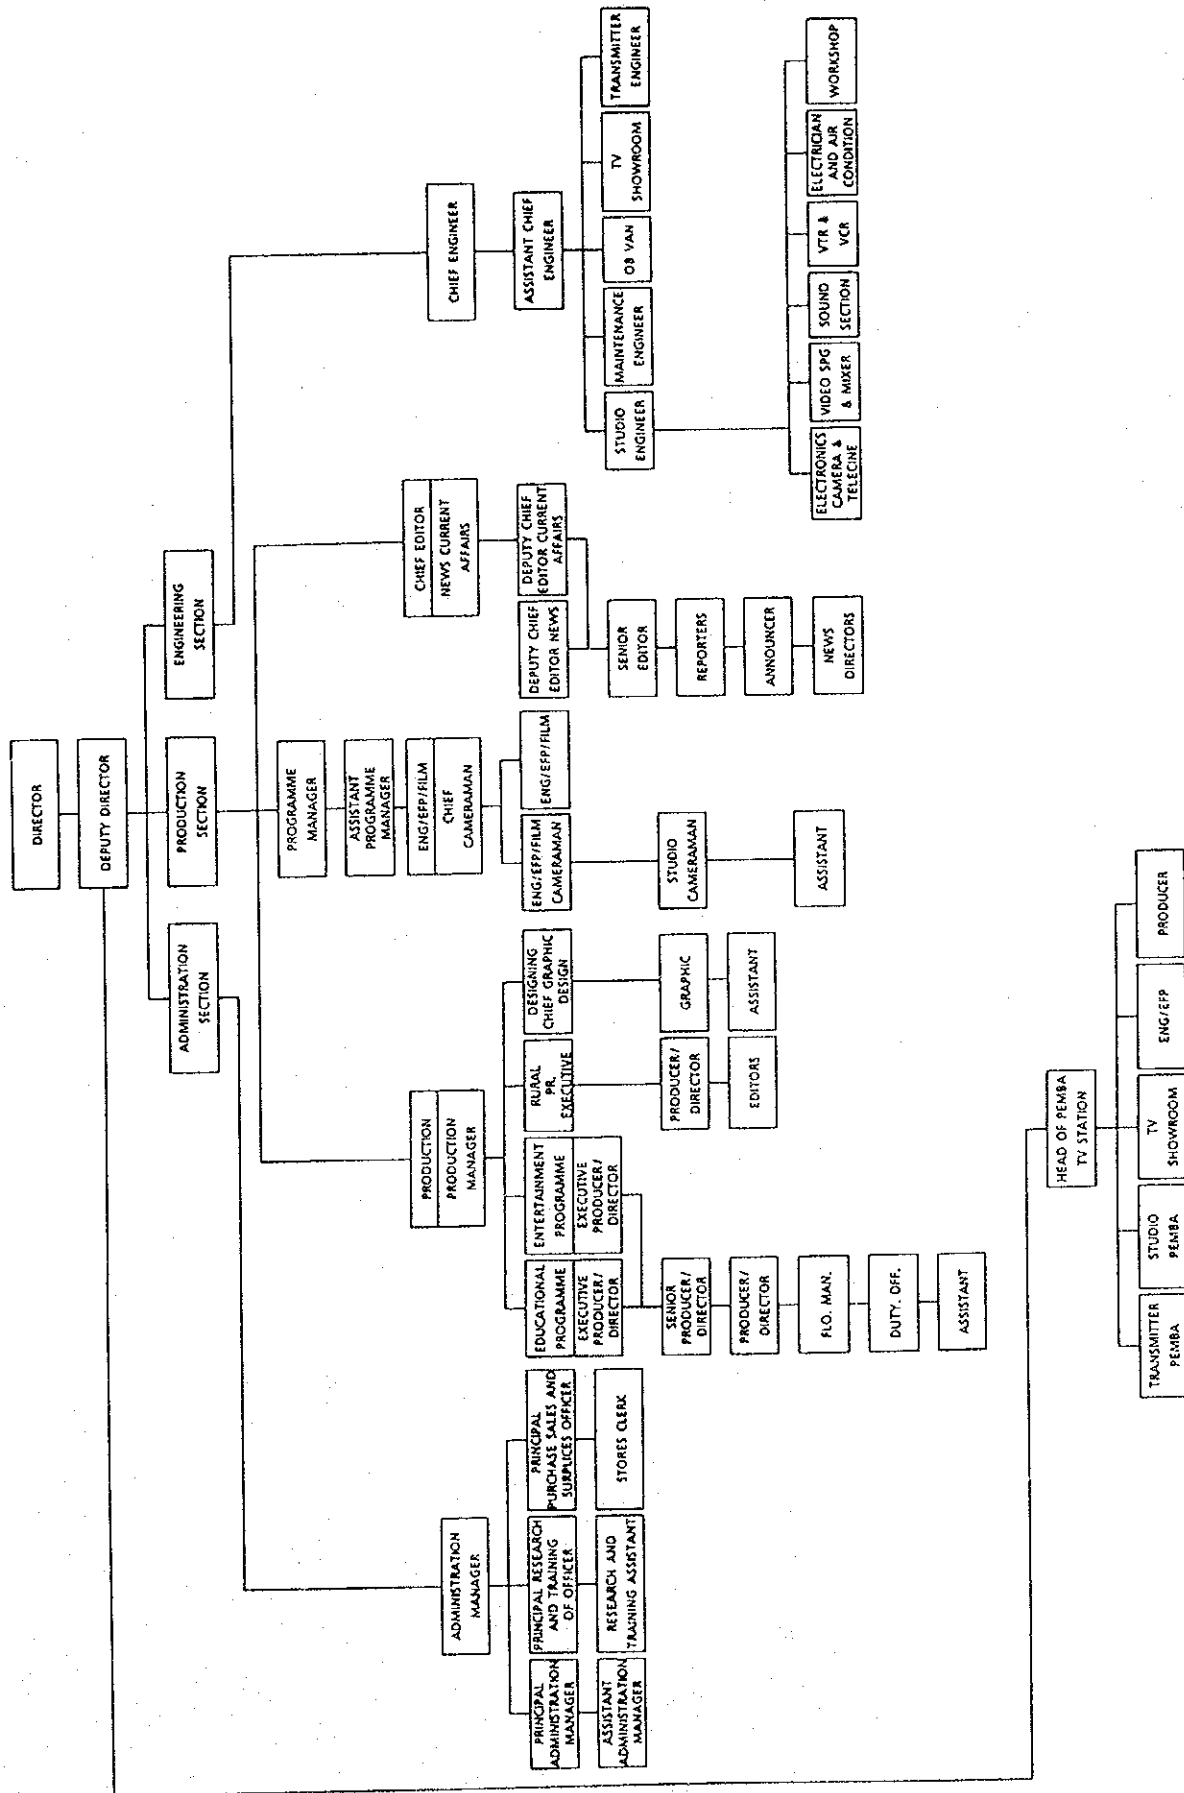 DIRECTOR
DEPUTY DIRECTOR
ADMINISTRATION
SECTION
PRODUCTION
SECTION
ENGINEERING
SECTION
ADMINISTRATION
MANAGER
PRINCIPAL
ADMINISTRATION
MANAGER
PRINCIPAL RESEARCH
AND TRAINING
OF OFFICER
PRINCIPAL
PURCHASE SALES AND
SURPLICES OFFICER
ASSISTANT
ADMINISTRATION
MANAGER
RESEARCH AND
TRAINING ASSISTANT
STORES CLERK
PRODUCTION
PRODUCTION
MANAGER
EDUCATIONAL
PROGRAMME
EXECUTIVE
PRODUCER/
DIRECTOR
ENTERTAINMENT
PROGRAMME
EXECUTIVE
PRODUCER/
DIRECTOR
RURAL
PR.
EXECUTIVE
DESIGNING
CHIEF GRAPHIC
DESIGN
SENIOR
PRODUCER/
DIRECTOR
PRODUCER/
DIRECTOR
FLO. MAN.
DUTY. OFF.
ASSISTANT
PRODUCER/
DIRECTOR
EDITORS
GRAPHIC
ASSISTANT
PROGRAMME
MANAGER
ASSISTANT
PROGRAMME
MANAGER
ENG/EFP/FILM
CHIEF
CAMERAMAN
ENG/EFP/FILM
CAMERAMAN
ENG/EFP/FILM
STUDIO
CAMERAMAN
ASSISTANT
CHIEF EDITOR
NEWS CURRENT
AFFAIRS
DEPUTY CHIEF
EDITOR NEWS
DEPUTY CHIEF
EDITOR CURRENT
AFFAIRS
SENIOR
EDITOR
REPORTERS
ANNOUNCER
NEWS
DIRECTORS
CHIEF ENGINEER
ASSISTANT CHIEF
ENGINEER
STUDIO
ENGINEER
MAINTENANCE
ENGINEER
OB VAN
TV
SHOWROOM
TRANSMITTER
ENGINEER
ELECTRONICS
CAMERA &
TELECINE
VIDEO SPG
& MIXER
SOUND
SECTION
VTR &
VCR
ELECTRICIAN
AND AIR
CONDITION
WORKSHOP
HEAD OF PEMBA
TV STATION
TRANSMITTER
PEMBA
STUDIO
PEMBA
TV
SHOWROOM
ENG/EFP
PRODUCER